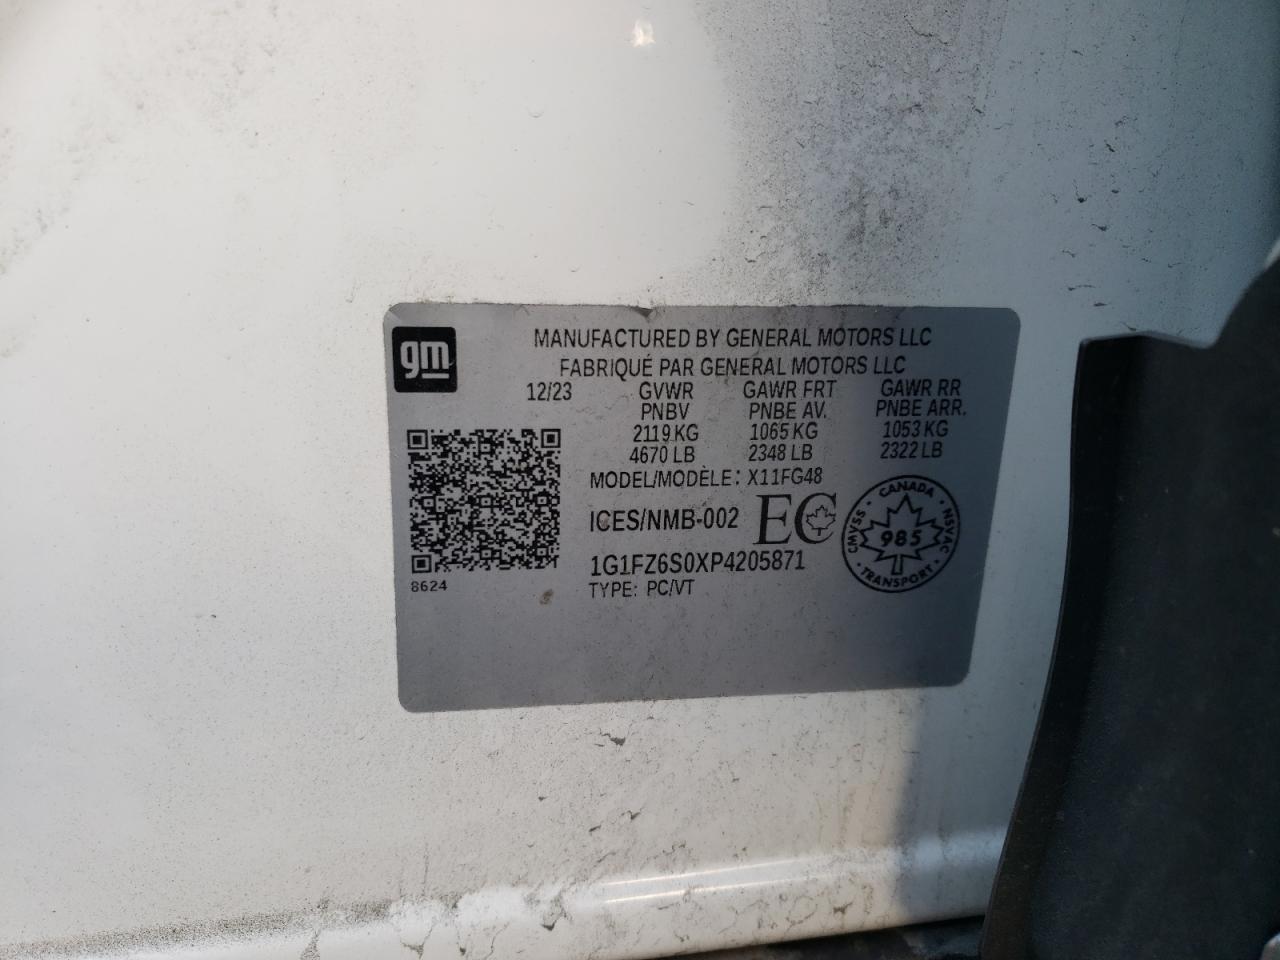 gm
MANUFACTURED BY GENERAL MOTORS LLC
FABRIQUÉ PAR GENERAL MOTORS LLC
12/23 GVWR GAWR FRT GAWR RR
PNBV PNBE AV. PNBE ARR.
2119 KG 1065 KG 1053 KG
4670 LB 2348 LB 2322 LB
MODEL/MODÈLE: X11FG48
ICES/NMB-002 EC
1G1FZ6S0XP4205871
TYPE: PC/VT
8624
CANADA
CMVSS 985 NSVAC
TRANSPORT